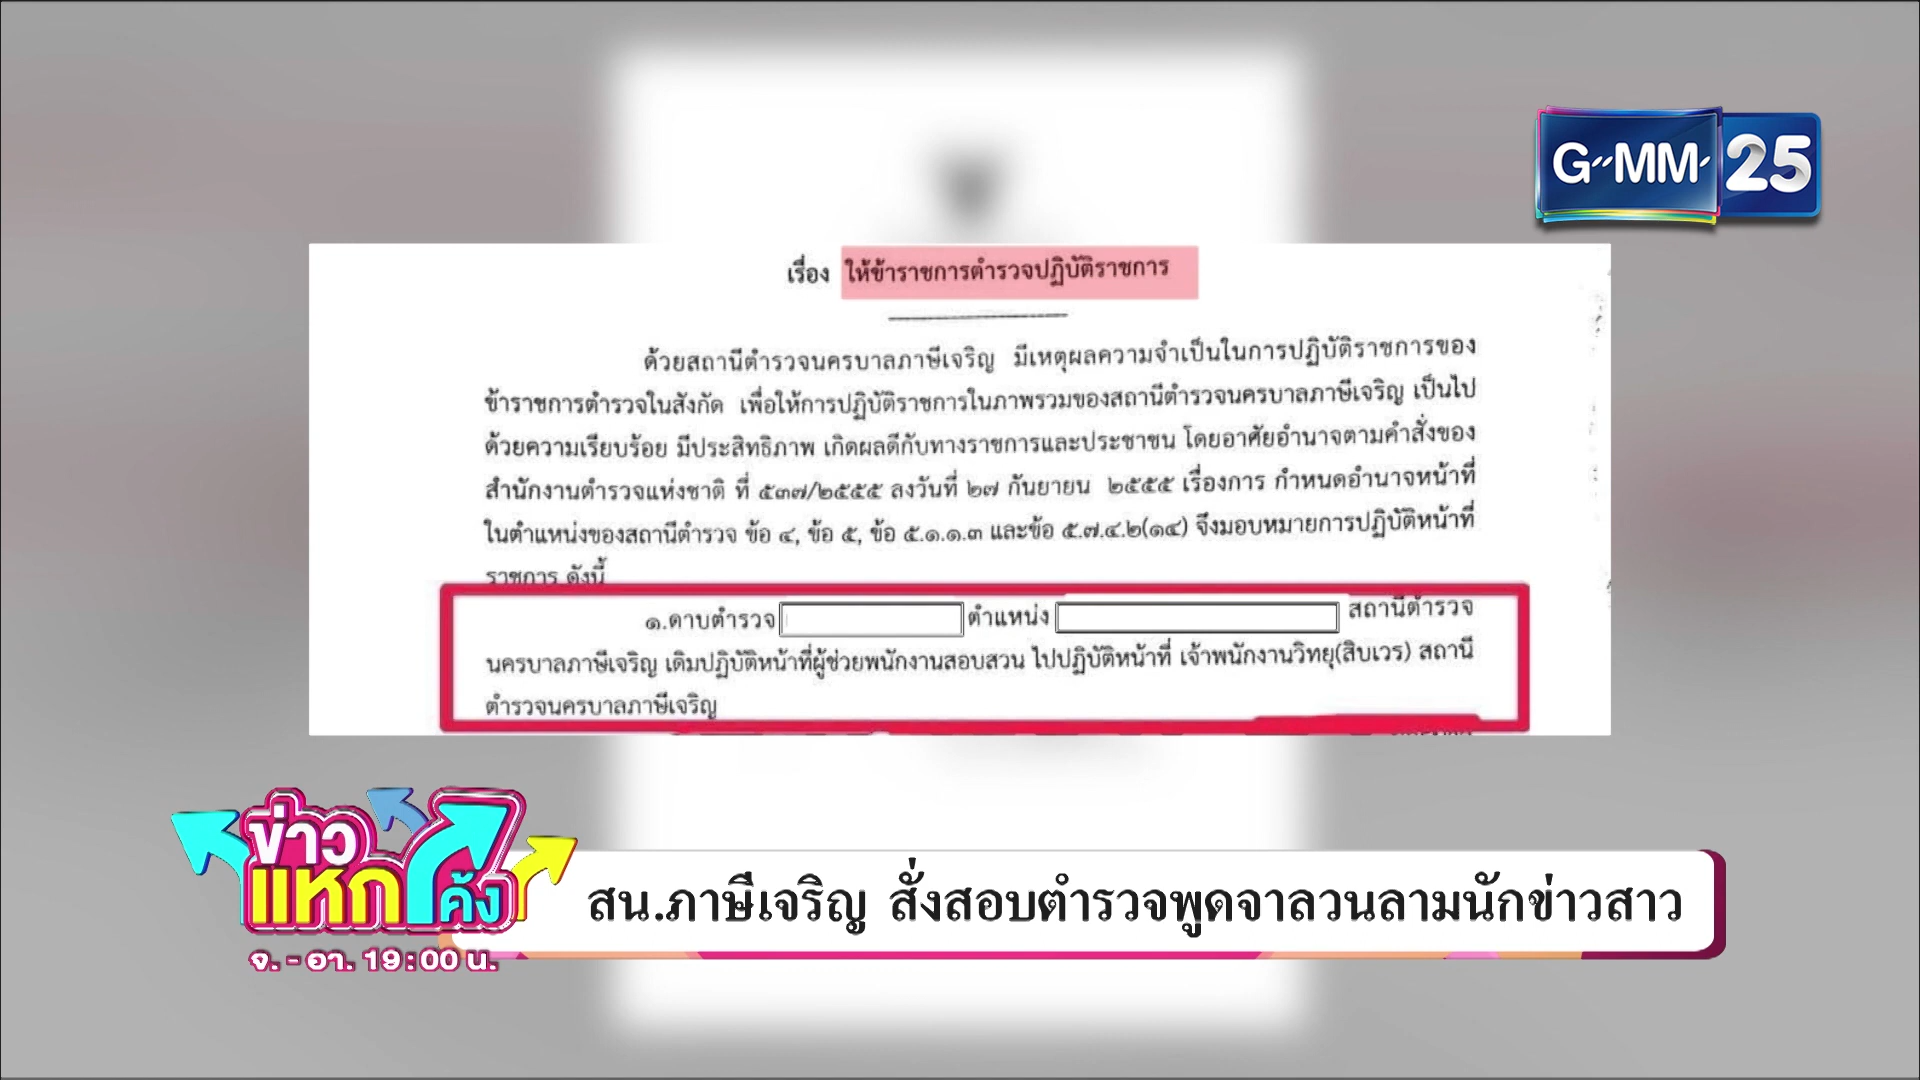 G-MM- 25
เรื่อง ให้ข้าราชการตำรวจปฏิบัติราชการ
ด้วยสถานีตำรวจนครบาลภาษีเจริญ มีเหตุผลความจำเป็นในการปฏิบัติราชการของ
ข้าราชการตำรวจในสังกัด เพื่อให้การปฏิบัติราชการในภาพรวมของสถานีตำรวจนครบาลภาษีเจริญ เป็นไป
ด้วยความเรียบร้อย มีประสิทธิภาพ เกิดผลดีกับทางราชการและประชาชน โดยอาศัยอำนาจตามคำสั่งของ
สำนักงานตำรวจแห่งชาติ ที่ ๕๓๗/๒๕๕๕ ลงวันที่ ๒๗ กันยายน ๒๕๕๕ เรื่องการ กำหนดอำนาจหน้าที่
ในตำแหน่งของสถานีตำรวจ ข้อ ๔, ข้อ ๕, ข้อ ๕.๑.๑.๓ และข้อ ๕.๗.๔.๒(๑๔) จึงมอบหมายการปฏิบัติหน้าที่
ราชการ ดังนี้
๑.ดาบตำรวจ ตำแหน่ง สถานีตำรวจ
นครบาลภาษีเจริญ เดิมปฏิบัติหน้าที่ผู้ช่วยพนักงานสอบสวน ไปปฏิบัติหน้าที่ เจ้าพนักงานวิทยุ(สิบเวร) สถานี
ตำรวจนครบาลภาษีเจริญ
ข่าว
แหกโค้ง
จ. - อา. 19:00 น.
สน.ภาษีเจริญ สั่งสอบตำรวจพูดจาลวนลามนักข่าวสาว